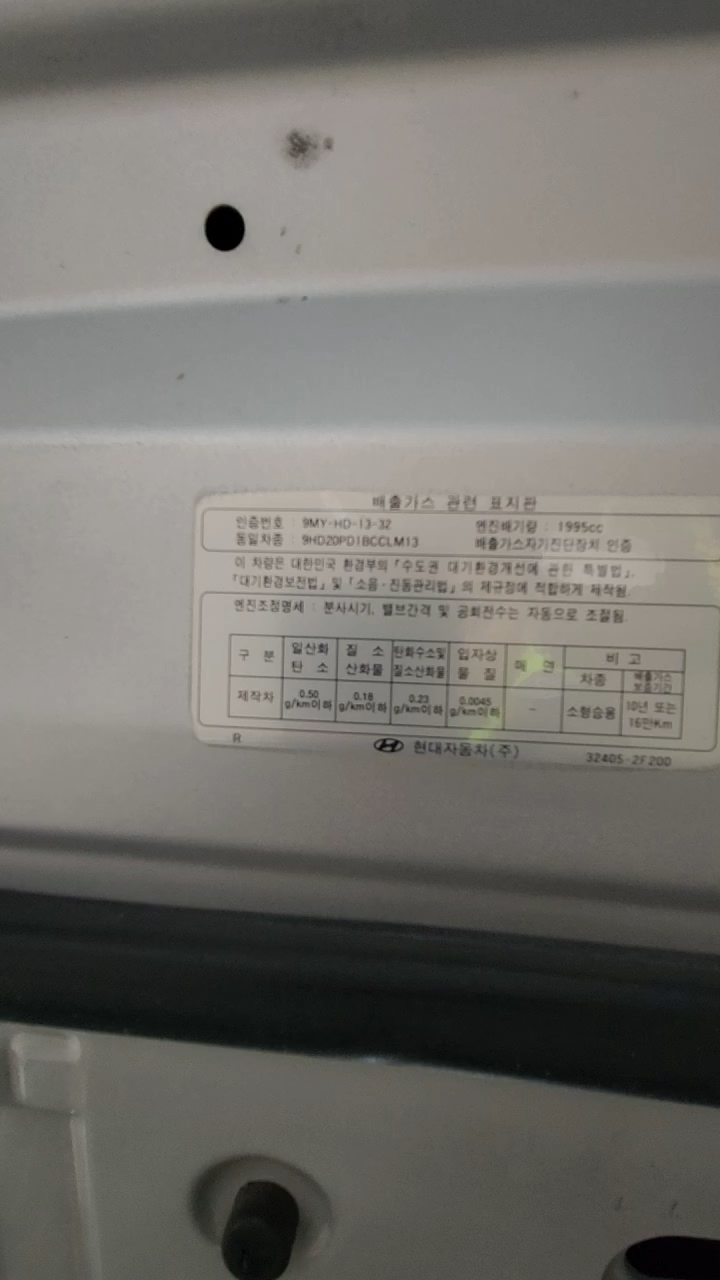 배출가스 관련 표지판
인증번호 : 9MY-HD-13-32 엔진배기량 : 1995cc
동일차종 : 9HD20PD1BCCLM13 배출가스자기진단장치 인증
이 차량은 대한민국 환경부의 「수도권 대기환경개선에 관한 특별법」,
「대기환경보전법」 및 「소음·진동관리법」의 제규정에 적합하게 제작됨.
엔진조정명세 : 분사시기, 밸브간격 및 공회전수는 자동으로 조절됨.
구 분 일산화탄 소 질 소산화물 탄화수소및질소산화물 입자상물 질 매 연 비 고
차종 배출가스보증기간
제작차 0.50g/km이하 0.18g/km이하 0.23g/km이하 0.0045g/km이하 - 소형승용 10년 또는16만Km
R 현대자동차(주) 32405-2F200